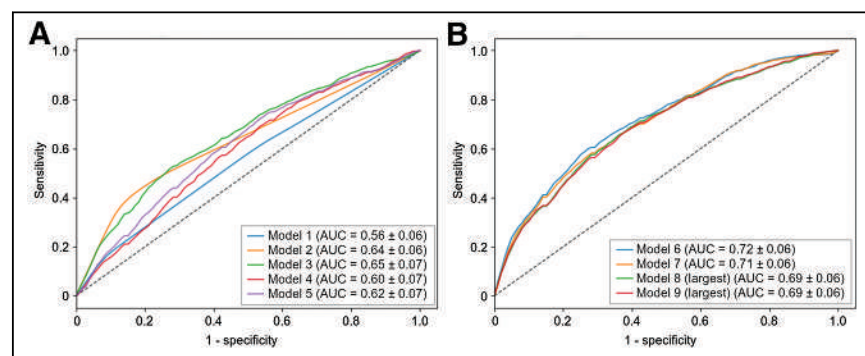 A
B
1.0
0.8
0.6
0.4
0.2
0
Sensitivity
0
0.2
0.4
0.6
0.8
1.0
1 - specificity
Model 1 (AUC = 0.56 ± 0.06)
Model 2 (AUC = 0.64 ± 0.06)
Model 3 (AUC = 0.65 ± 0.07)
Model 4 (AUC = 0.60 ± 0.07)
Model 5 (AUC = 0.62 ± 0.07)
1.0
0.8
0.6
0.4
0.2
0
Sensitivity
0
0.2
0.4
0.6
0.8
1.0
1 - specificity
Model 6 (AUC = 0.72 ± 0.06)
Model 7 (AUC = 0.71 ± 0.06)
Model 8 (largest) (AUC = 0.69 ± 0.06)
Model 9 (largest) (AUC = 0.69 ± 0.06)